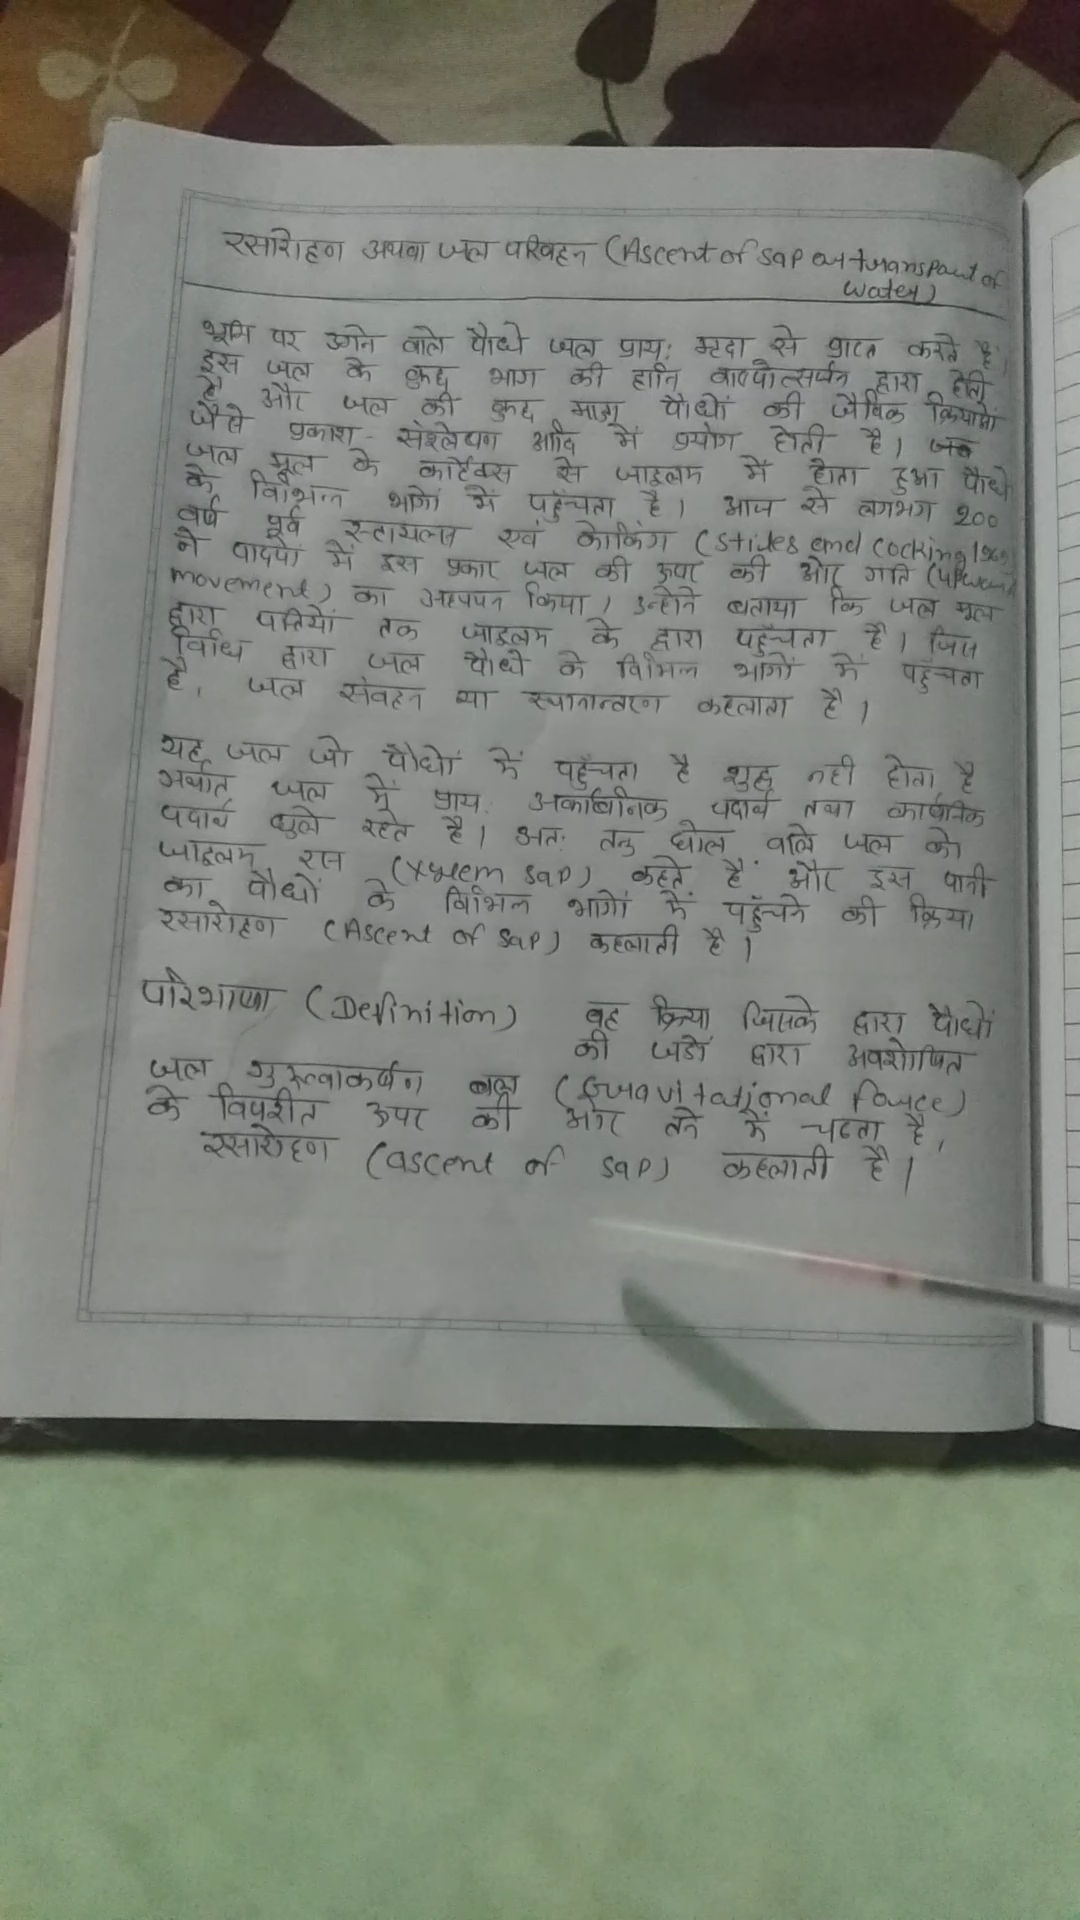 रसारोहण अथवा जल परिवहन (Ascent of sap or transport of
water)
भूमि पर उगने वाले पौधे जल प्रायः मृदा से प्राप्त करते है।
इस जल के कुछ भाग की हानि वाष्पोत्सर्जन द्वारा होती
है और जल की कुछ मात्रा पौधों की जैविक क्रियाओं
जैसे प्रकाश-संश्लेषण आदि में प्रयोग होती है।
जल मूल के कार्टेक्स से जाइलम में होता हुआ पौधे
के विभिन्न भागों में पहुँचता है। आज से लगभग 200
वर्ष पूर्व एवं कोकिंग (Stiles and Cocking, 1969)
ने पादपों में इस प्रकार जल की ऊपर की ओर गति (upward
movement) का अध्ययन किया। उन्होंने बताया कि जल मूल
द्वारा पत्तियों तक जाइलम के द्वारा पहुँचता है। जिस
विधि द्वारा जल पौधे के विभिन्न भागों में पहुँचता
है, जल संवहन या स्थानान्तरण कहलाता है।
यह जल जो पौधों में पहुँचता है शुद्ध नही होता है
अर्थात जल में प्राय: अकार्बनिक पदार्थ तथा कार्बनिक
पदार्थ घुले रहते है। अतः तनु घोल वाले जल को
जाइलम रस (xylem sap) कहते है और इस पानी
का पौधों के विभिन्न भागों में पहुँचने की क्रिया
रसारोहण (Ascent of sap) कहलाती है।
परिभाषा (Definition) वह क्रिया जिसके द्वारा पौधों
की जडों द्वारा अवशोषित
जल गुरुत्वाकर्षण बल (Gravitational force)
के विपरीत ऊपर की ओर तने में चढता है,
रसारोहण (ascent of sap) कहलाती है।